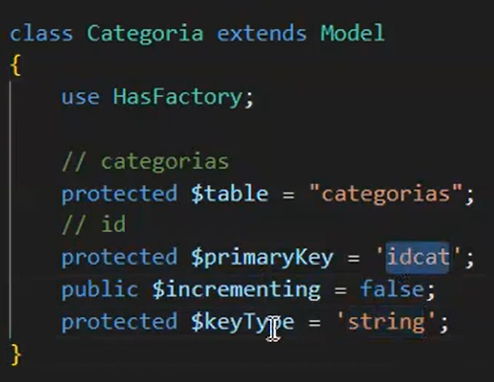 class Categoria extends Model
{
use HasFactory;
// categorias
protected $table = "categorias";
// id
protected $primaryKey = 'idcat';
public $incrementing = false;
protected $keyType = 'string';
}